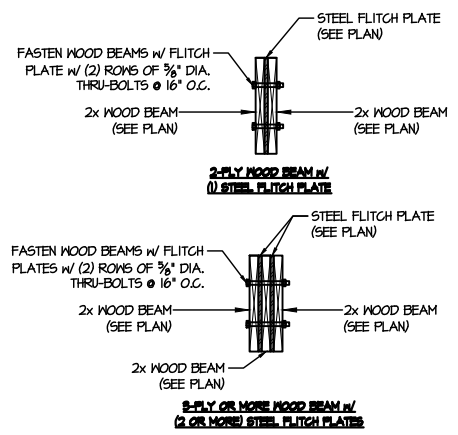 STEEL FLITCH PLATE
(SEE PLAN)
FASTEN WOOD BEAMS w/ FLITCH
PLATE w/ (2) ROWS OF 5/8" DIA.
THRU-BOLTS @ 16" O.C.
2x WOOD BEAM
(SEE PLAN)
2x WOOD BEAM
(SEE PLAN)
2-PLY WOOD BEAM w/
(1) STEEL FLITCH PLATE
STEEL FLITCH PLATE
(SEE PLAN)
FASTEN WOOD BEAMS w/ FLITCH
PLATES w/ (2) ROWS OF 5/8" DIA.
THRU-BOLTS @ 16" O.C.
2x WOOD BEAM
(SEE PLAN)
2x WOOD BEAM
(SEE PLAN)
2x WOOD BEAM
(SEE PLAN)
3-PLY OR MORE WOOD BEAM w/
(2 OR MORE) STEEL FLITCH PLATES